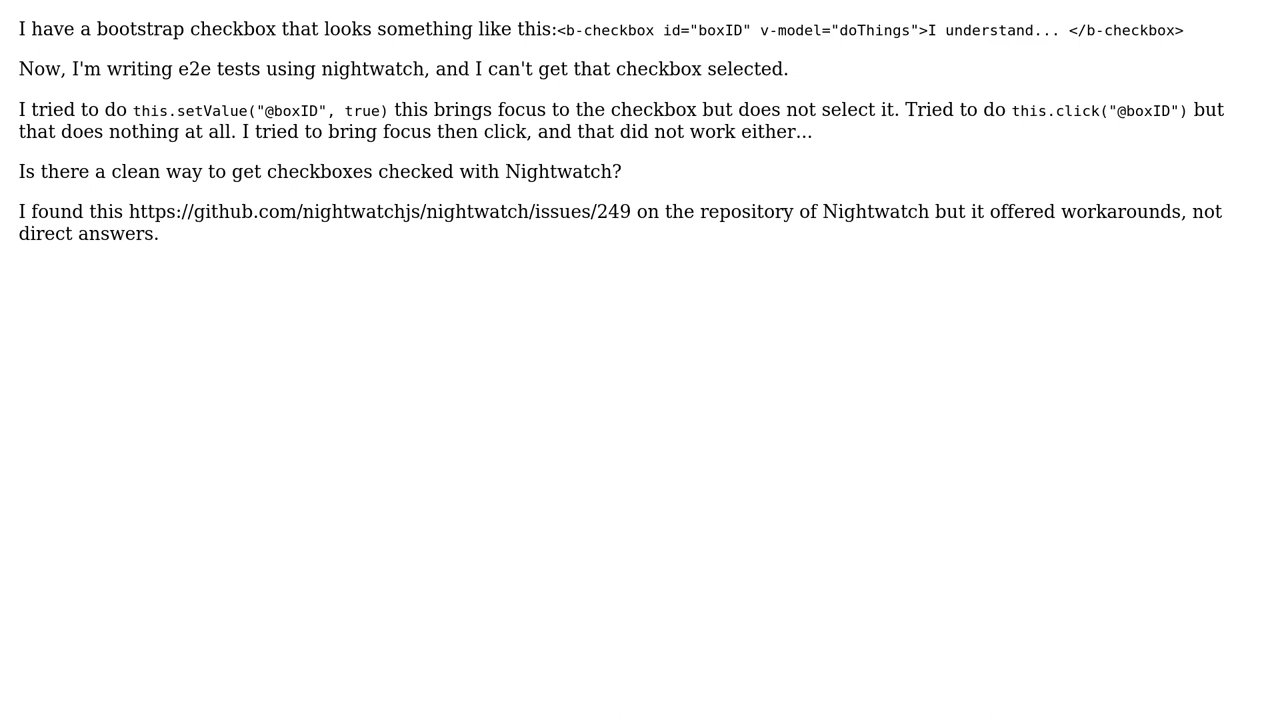 I have a bootstrap checkbox that looks something like this:<b-checkbox id="boxID" v-model="doThings">I understand... </b-checkbox>
Now, I'm writing e2e tests using nightwatch, and I can't get that checkbox selected.
I tried to do this.setValue("@boxID", true) this brings focus to the checkbox but does not select it. Tried to do this.click("@boxID") but
that does nothing at all. I tried to bring focus then click, and that did not work either...
Is there a clean way to get checkboxes checked with Nightwatch?
I found this https://github.com/nightwatchjs/nightwatch/issues/249 on the repository of Nightwatch but it offered workarounds, not
direct answers.